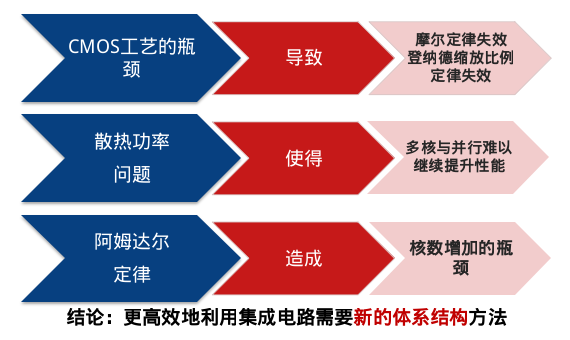 CMOS工艺的瓶
颈
导致
摩尔定律失效
登纳德缩放比例
定律失效
散热功率
问题
使得
多核与并行难以
继续提升性能
阿姆达尔
定律
造成
核数增加的瓶
颈
结论：更高效地利用集成电路需要新的体系结构方法